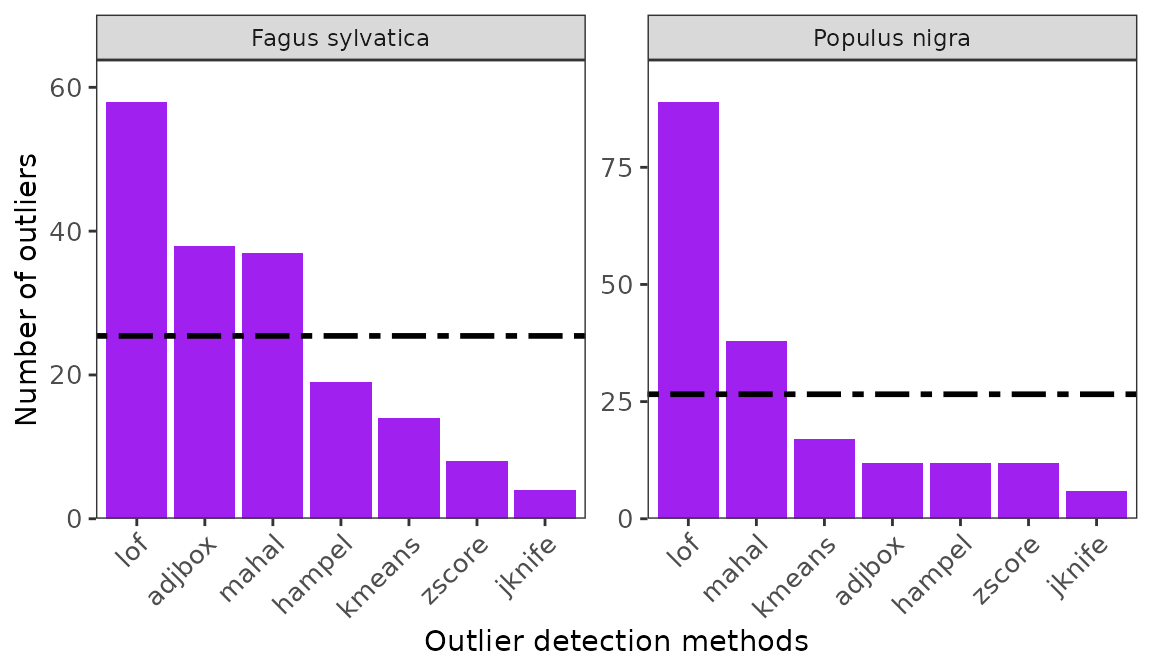 Fagus sylvatica
Populus nigra
Number of outliers
60
40
20
0
75
50
25
0
lof
adjbox
mahal
hampel
kmeans
zscore
jknife
lof
mahal
kmeans
adjbox
hampel
zscore
jknife
Outlier detection methods